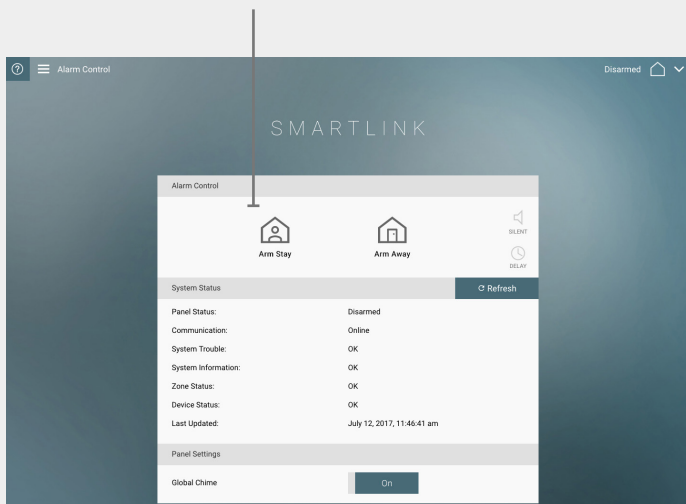 Alarm Control
Disarmed
SMARTLINK
Alarm Control
Arm Stay
Arm Away
SILENT
DELAY
System Status
Refresh
Panel Status: Disarmed
Communication: Online
System Trouble: OK
System Information: OK
Zone Status: OK
Device Status: OK
Last Updated: July 12, 2017, 11:46:41 am
Panel Settings
Global Chime On